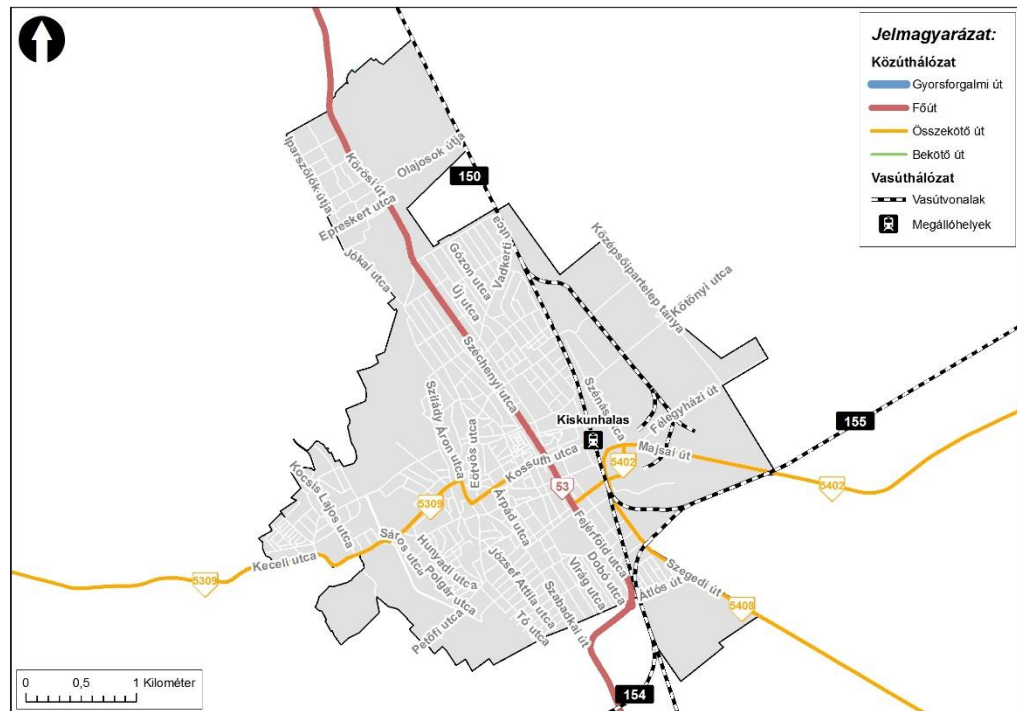 Jelmagyarázat:
Közúthálózat
Gyorsforgalmi út
Főút
Összekötő út
Bekötő út
Vasúthálózat
Vasútvonalak
Megállóhelyek
Iparszőlők útja
Kőrösi út
Olajosok útja
150
Epreskert utca
Jókai utca
Gózon utca
Vadkerti utca
Új utca
Középsőipartelep tanya
Kötönyi utca
Széchenyi utca
Szénás utca
Félegyházi út
Kiskunhalas
155
Szilády Áron utca
Eötvös utca
Kossuth utca
5402
Majsai út
5402
53
Kocsis Lajos utca
5309
Árpád utca
Fejérföld utca
Keceli utca
5309
Sáros utca
Hunyadi utca
Polgár utca
Petőfi utca
József Attila utca
Tó utca
Szabadkai út
Virág utca
Dobó utca
Átlós út
Szegedi út
5408
154
0 0,5 1 Kilométer